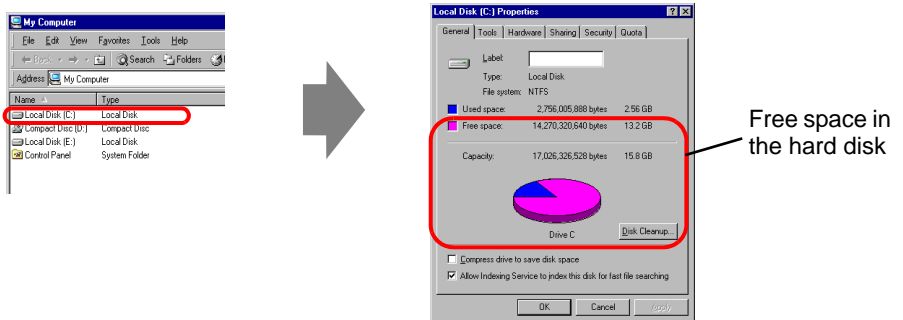 My Computer
File Edit View Favorites Tools Help
Back Search Folders
Address My Computer
Name Type
Local Disk (C:) Local Disk
Compact Disc (D:) Compact Disc
Local Disk (E:) Local Disk
Control Panel System Folder
Local Disk (C:) Properties
General Tools Hardware Sharing Security Quota
Label:
Type: Local Disk
File system: NTFS
Used space: 2,756,005,888 bytes 2.56 GB
Free space: 14,270,320,640 bytes 13.2 GB
Capacity: 17,026,326,528 bytes 15.8 GB
Drive C
Disk Cleanup...
Compress drive to save disk space
Allow Indexing Service to index this disk for fast file searching
OK Cancel Apply
Free space in
the hard disk